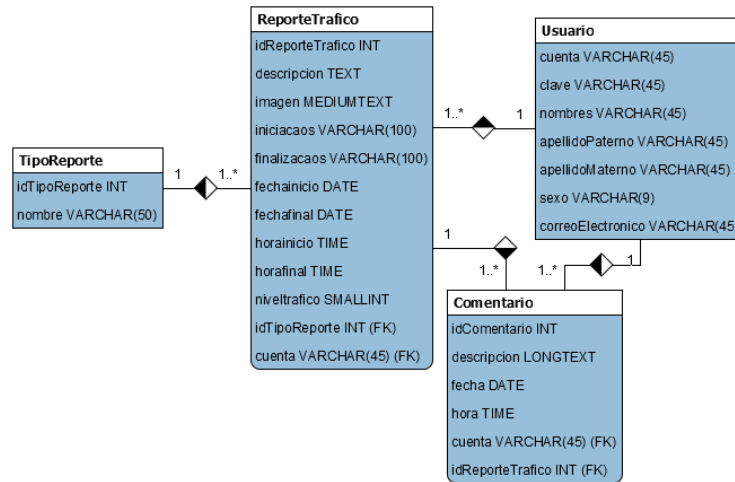 ReporteTrafico
idReporteTrafico INT
descripcion TEXT
imagen MEDIUMTEXT
iniciacaos VARCHAR(100)
finalizacaos VARCHAR(100)
fechainicio DATE
fechafinal DATE
horainicio TIME
horafinal TIME
niveltrafico SMALLINT
idTipoReporte INT (FK)
cuenta VARCHAR(45) (FK)
Usuario
cuenta VARCHAR(45)
clave VARCHAR(45)
nombres VARCHAR(45)
apellidoPaterno VARCHAR(45)
apellidoMaterno VARCHAR(45)
sexo VARCHAR(9)
correoElectronico VARCHAR(45
1..*
1
TipoReporte
idTipoReporte INT
nombre VARCHAR(50)
1
1..*
1
1..*
1..*
1
Comentario
idComentario INT
descripcion LONGTEXT
fecha DATE
hora TIME
cuenta VARCHAR(45) (FK)
idReporteTrafico INT (FK)